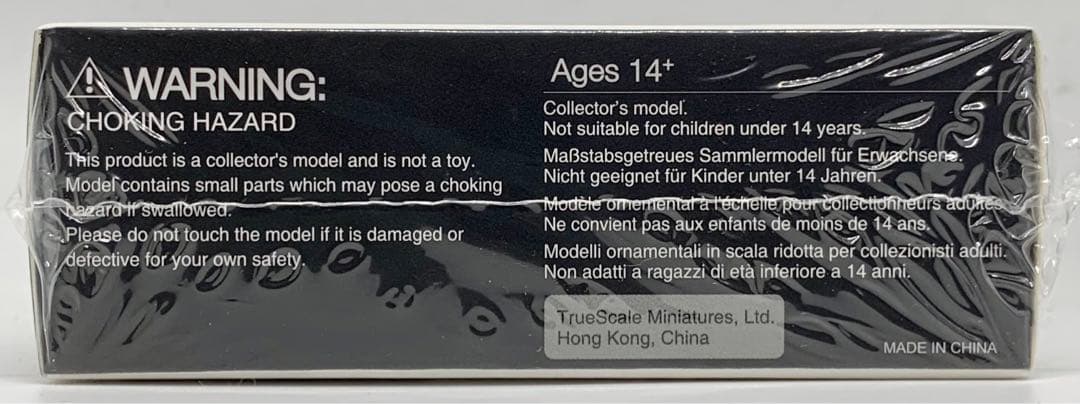 WARNING:
CHOKING HAZARD
This product is a collector's model and is not a toy.
Model contains small parts which may pose a choking
hazard if swallowed.
Please do not touch the model if it is damaged or
defective for your own safety.
Ages 14+
Collector's model.
Not suitable for children under 14 years.
Maßstabsgetreues Sammlermodell für Erwachsene.
Nicht geeignet für Kinder unter 14 Jahren.
Modèle ornemental à l'échelle pour collectionneurs adultes.
Ne convient pas aux enfants de moins de 14 ans.
Modelli ornamentali in scala ridotta per collezionisti adulti.
Non adatti a ragazzi di età inferiore a 14 anni.
TrueScale Miniatures, Ltd.
Hong Kong, China
MADE IN CHINA